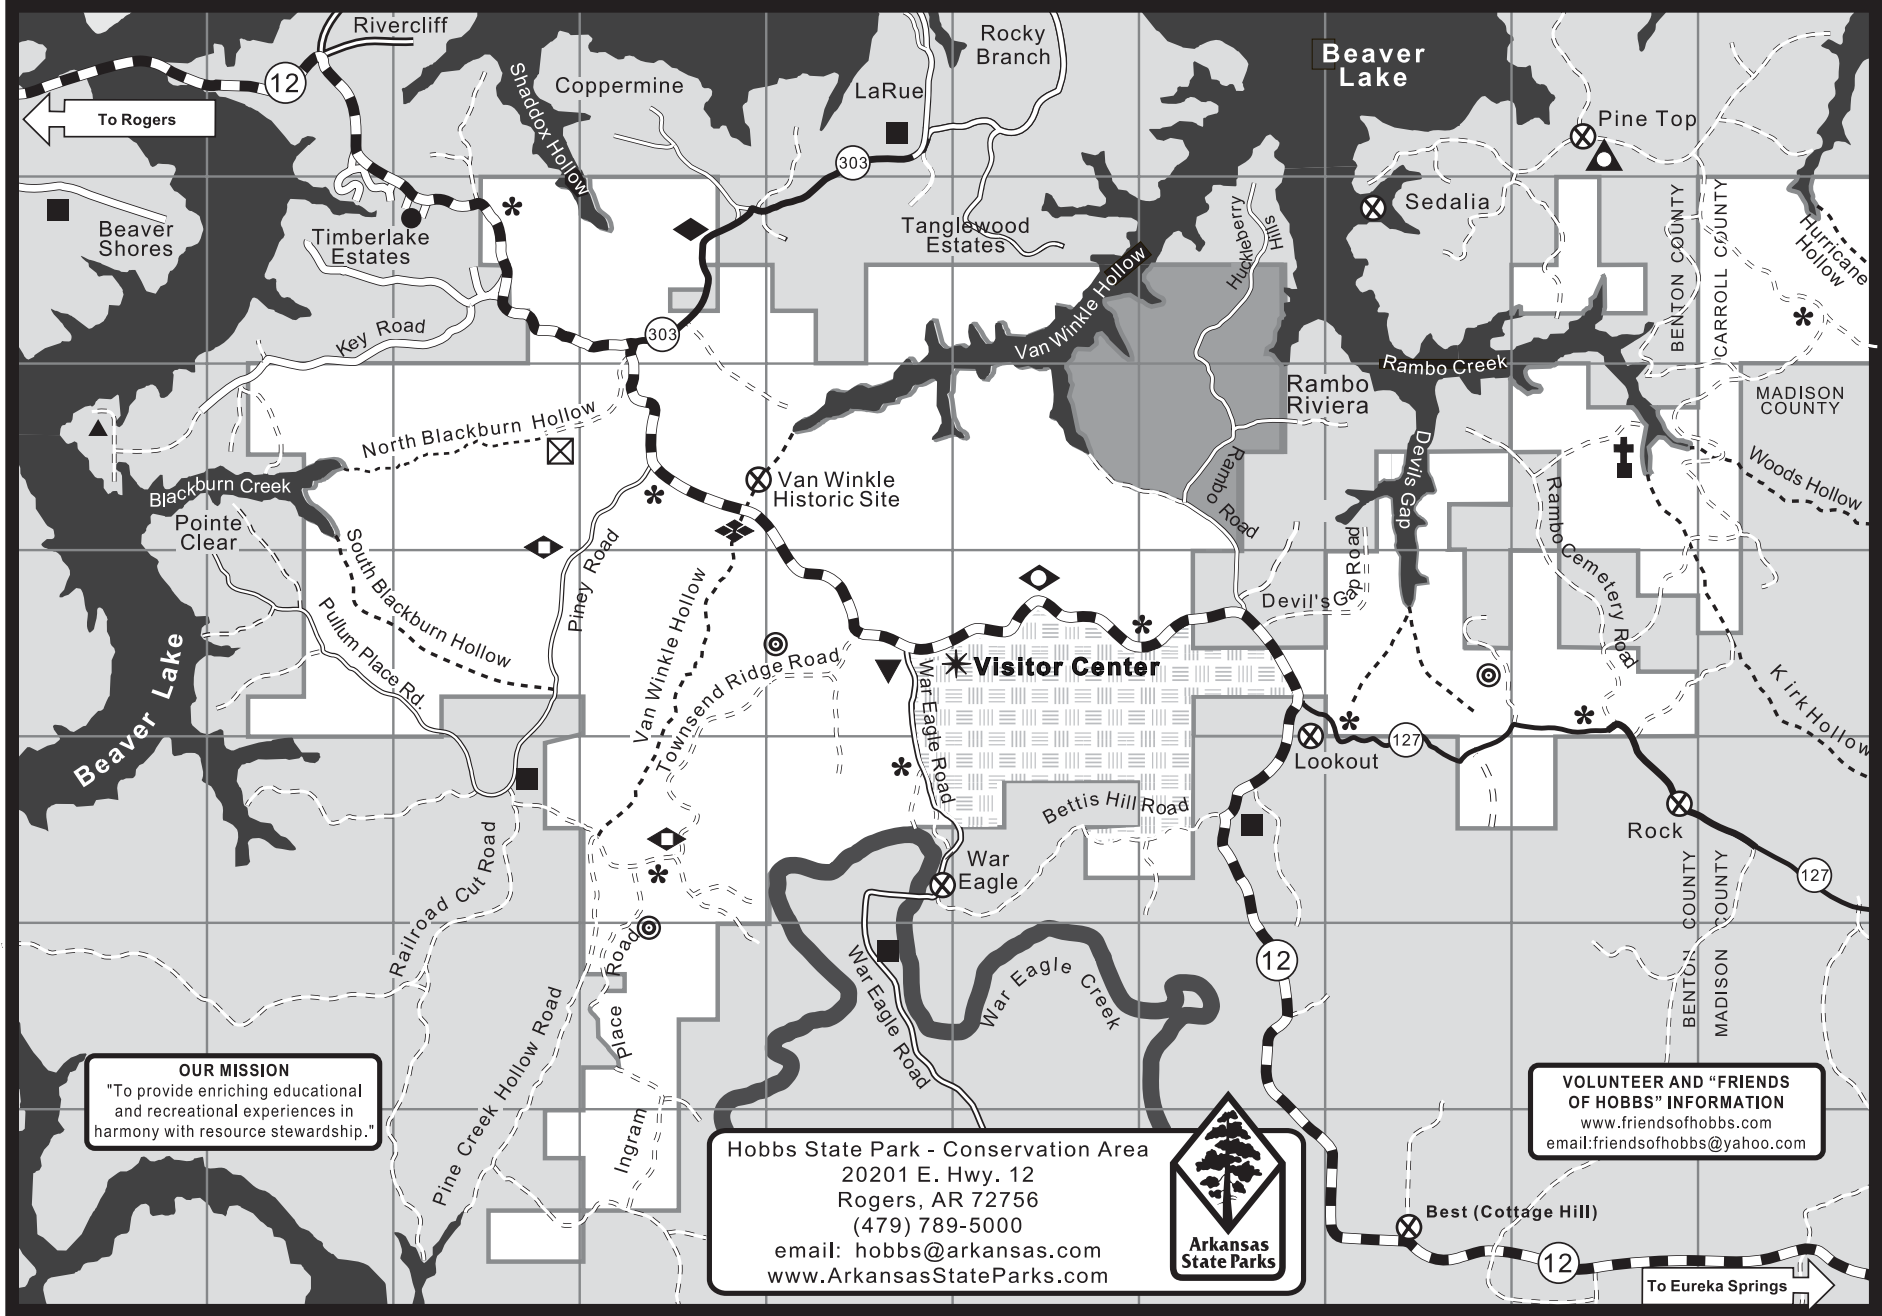 Rivercliff
12
To Rogers
Shaddox Hollow
Coppermine
LaRue
Rocky
Branch
303
Beaver
Lake
Pine Top
Sedalia
Beaver
Shores
Timberlake
Estates
Tanglewood
Estates
Huckleberry
Hills
BENTON COUNTY
CARROLL COUNTY
Hurricane
Hollow
Key Road
303
Van Winkle Hollow
Rambo Creek
Rambo
Riviera
MADISON
COUNTY
North Blackburn Hollow
Blackburn Creek
Pointe
Clear
Van Winkle
Historic Site
Rambo Road
Devils Gap
Woods Hollow
South Blackburn Hollow
Piney Road
Pullum Place Rd.
Van Winkle Hollow
Townsend Ridge Road
Devil's Gap Road
Rambo Cemetery Road
Kirk Hollow
Beaver Lake
Visitor Center
War Eagle Road
127
Lookout
Bettis Hill Road
Rock
War
Eagle
127
Railroad Cut Road
BENTON COUNTY
MADISON COUNTY
12
War Eagle Road
War Eagle Creek
Ingram Place Road
Pine Creek Hollow Road
OUR MISSION
"To provide enriching educational
and recreational experiences in
harmony with resource stewardship."
VOLUNTEER AND “FRIENDS
OF HOBBS” INFORMATION
www.friendsofhobbs.com
email:friendsofhobbs@yahoo.com
Hobbs State Park - Conservation Area
20201 E. Hwy. 12
Rogers, AR 72756
(479) 789-5000
email: hobbs@arkansas.com
www.ArkansasStateParks.com
Arkansas
State Parks
Best (Cottage Hill)
12
To Eureka Springs